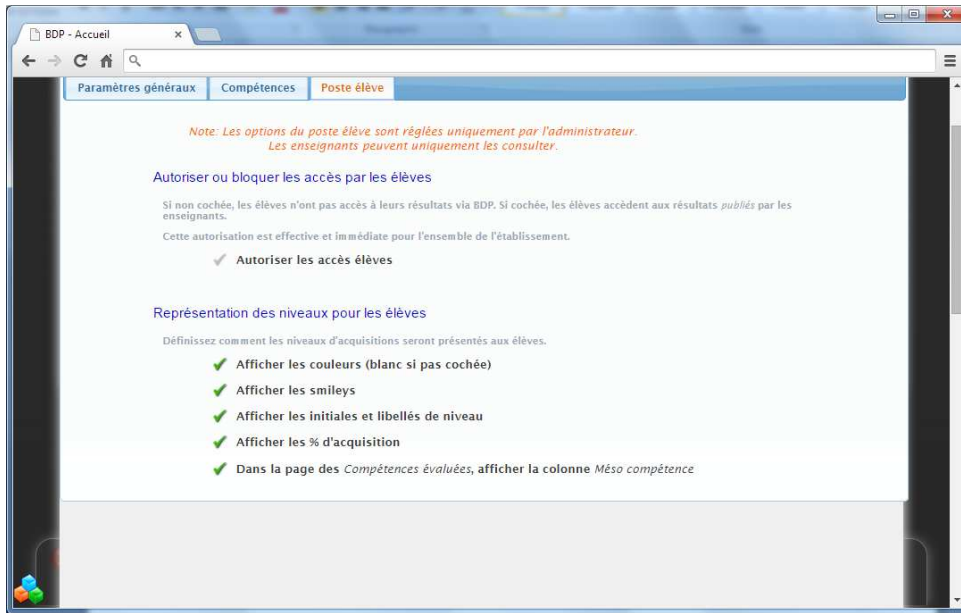 BDP - Accueil
Paramètres généraux Compétences Poste élève
Note: Les options du poste élève sont réglées uniquement par l'administrateur.
Les enseignants peuvent uniquement les consulter.
Autoriser ou bloquer les accès par les élèves
Si non cochée, les élèves n'ont pas accès à leurs résultats via BDP. Si cochée, les élèves accèdent aux résultats publiés par les
enseignants.
Cette autorisation est effective et immédiate pour l'ensemble de l'établissement.
Autoriser les accès élèves
Représentation des niveaux pour les élèves
Définissez comment les niveaux d'acquisitions seront présentés aux élèves.
Afficher les couleurs (blanc si pas cochée)
Afficher les smileys
Afficher les initiales et libellés de niveau
Afficher les % d'acquisition
Dans la page des Compétences évaluées, afficher la colonne Méso compétence